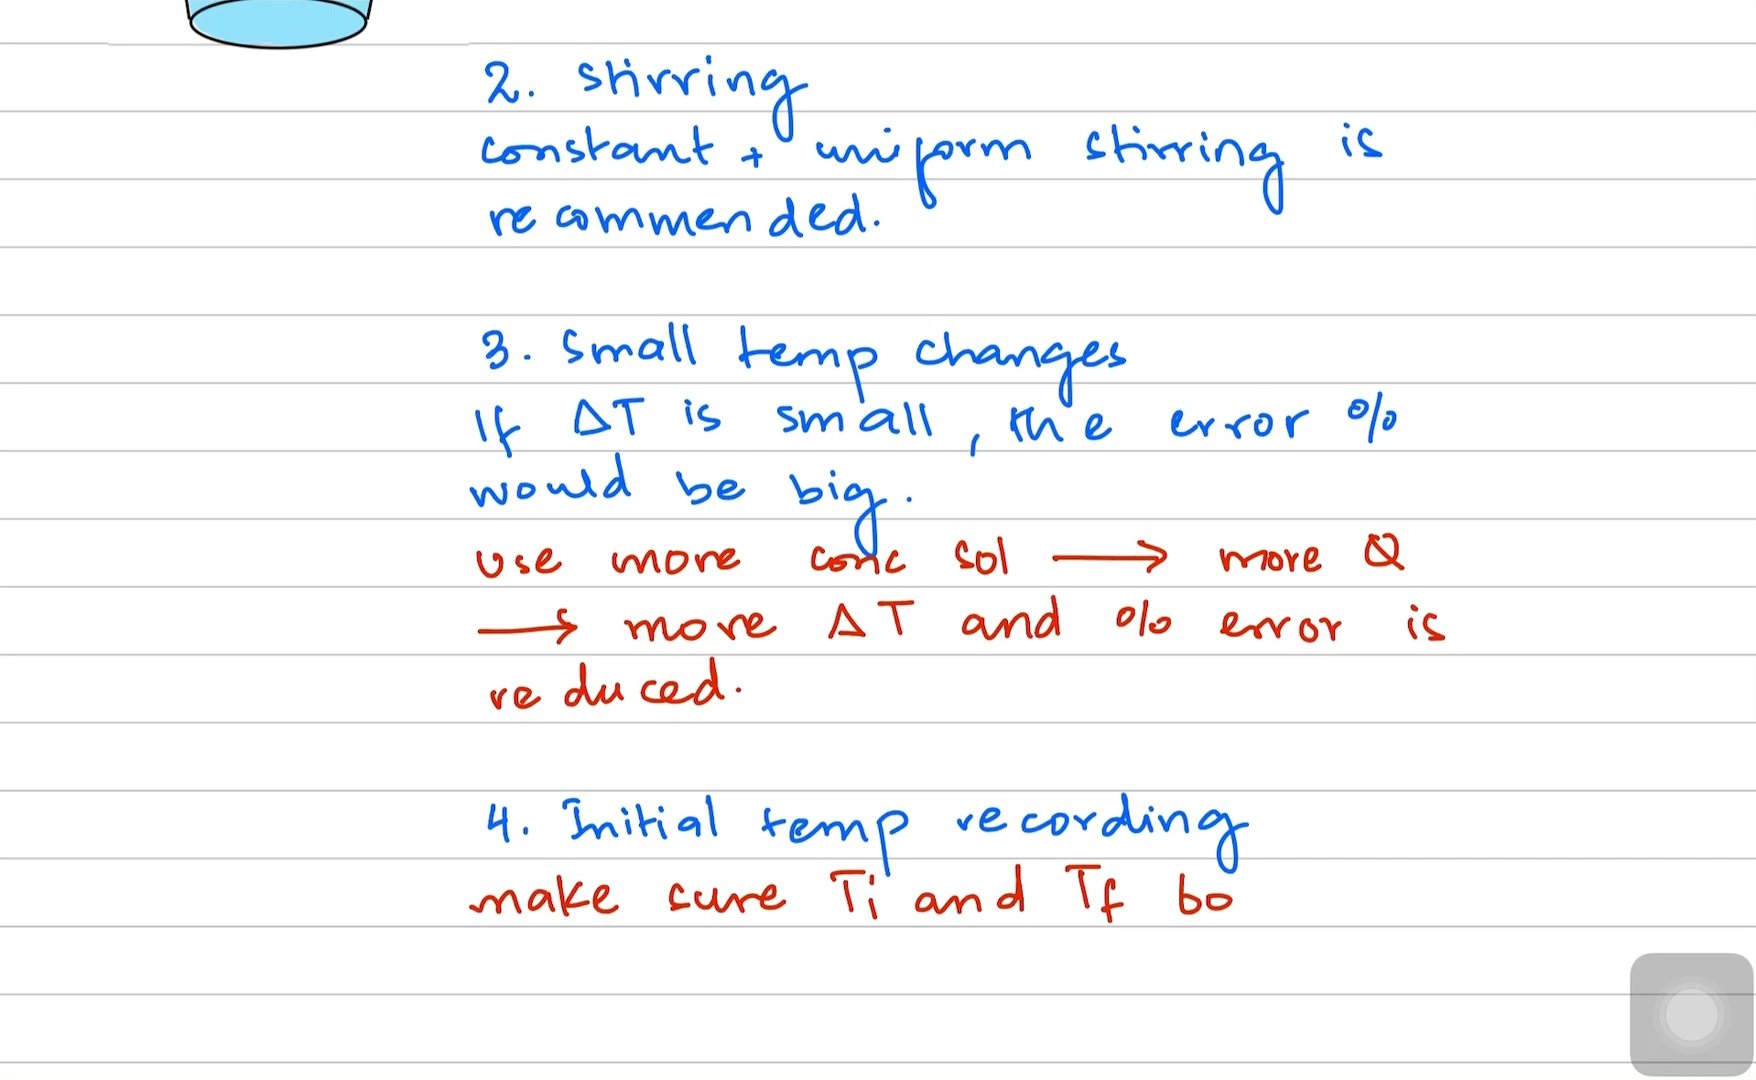 2. stirring
constant + uniform stirring is
recommended.
3. Small temp changes
If ΔT is small, the error %
would be big.
use more conc sol → more Q
→ more ΔT and % error is
reduced.
4. Initial temp recording
make sure Ti and Tf bo